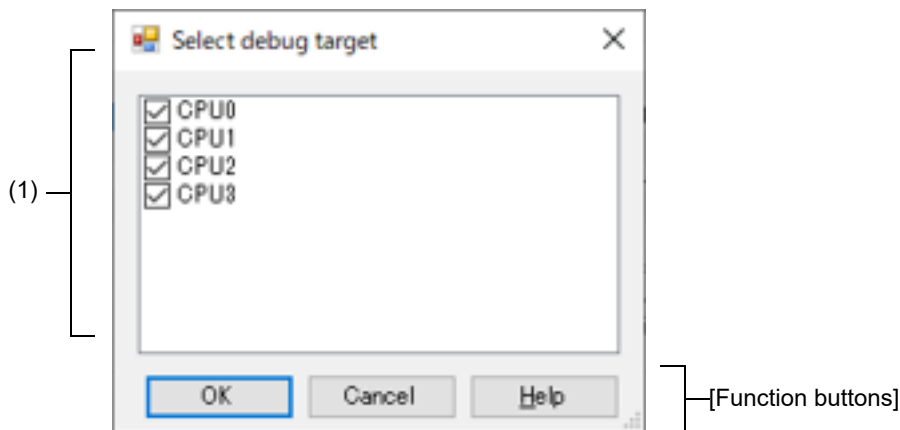 Select debug target
CPU0
CPU1
CPU2
CPU3
(1)
OK Cancel Help
[Function buttons]